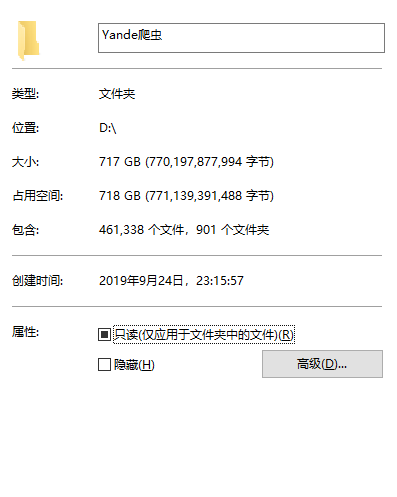 Yande爬虫
类型: 文件夹
位置: D:\
大小: 717 GB (770,197,877,994 字节)
占用空间: 718 GB (771,139,391,488 字节)
包含: 461,338 个文件，901 个文件夹
创建时间: 2019年9月24日，23:15:57
属性: 只读(仅应用于文件夹中的文件)(R)
隐藏(H) 高级(D)...